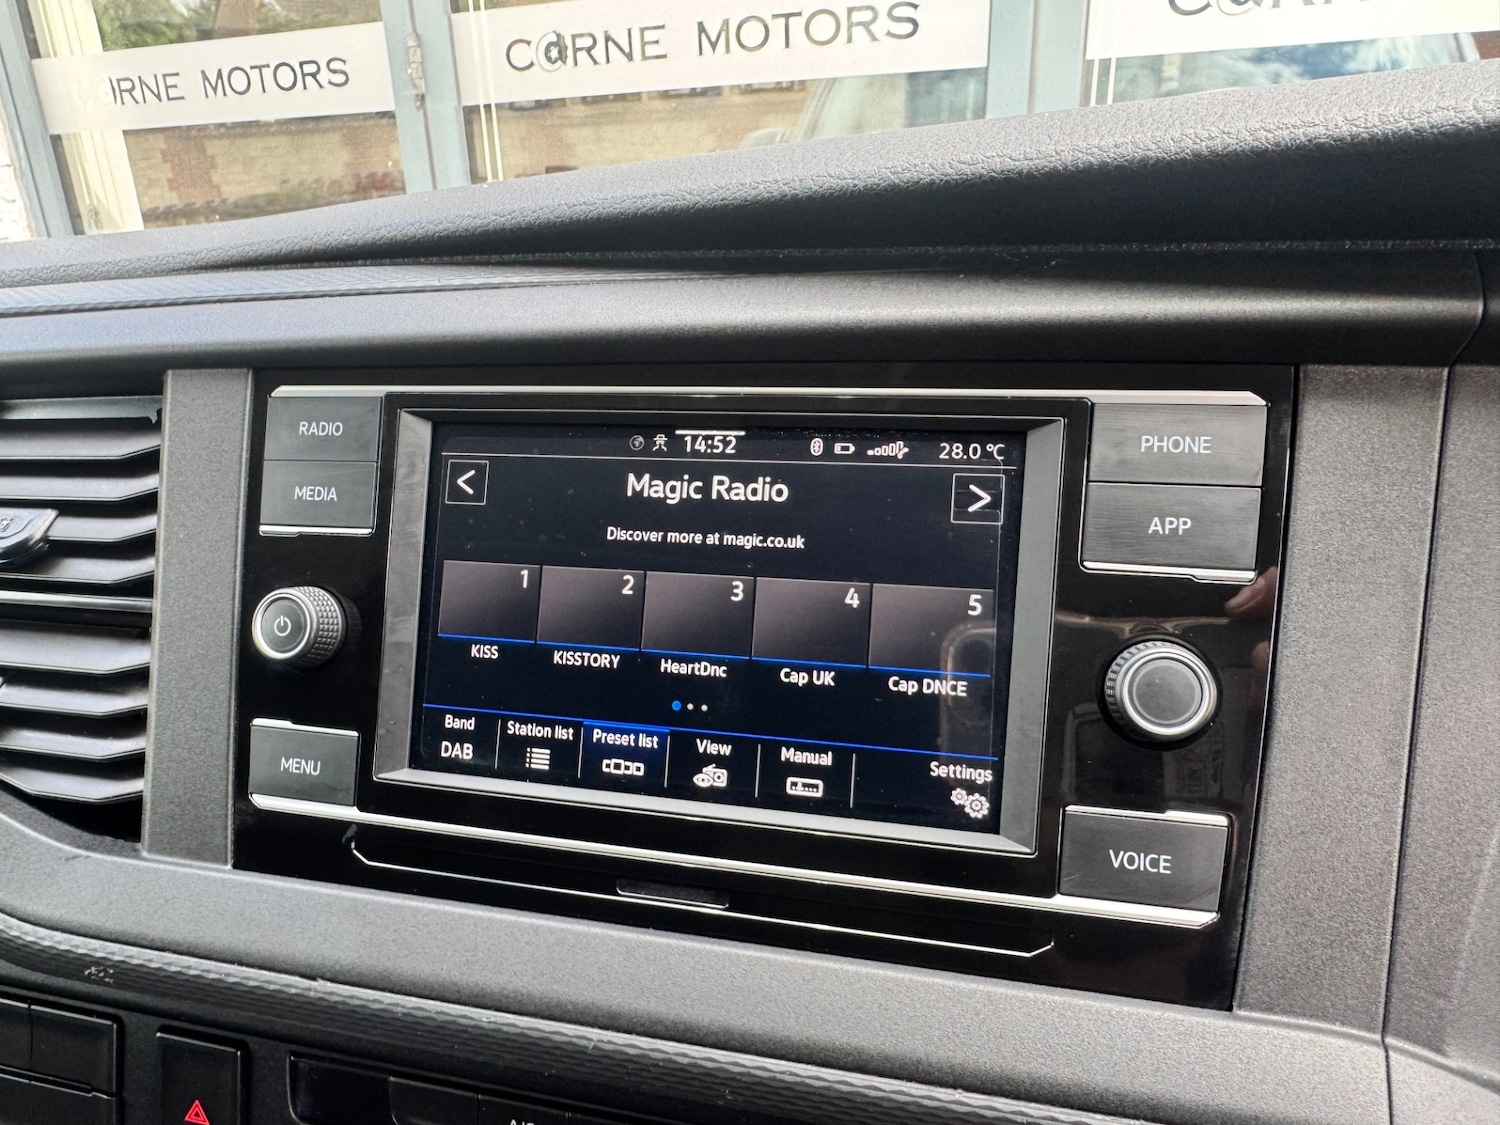 CORNE MOTORS
CORNE MOTORS
RADIO
MEDIA
MENU
14:52
28.0 °C
<
Magic Radio
>
Discover more at magic.co.uk
1 2 3 4 5
KISS KISSTORY HeartDnc Cap UK Cap DNCE
Band Station list Preset list View Manual Settings
DAB
PHONE
APP
VOICE